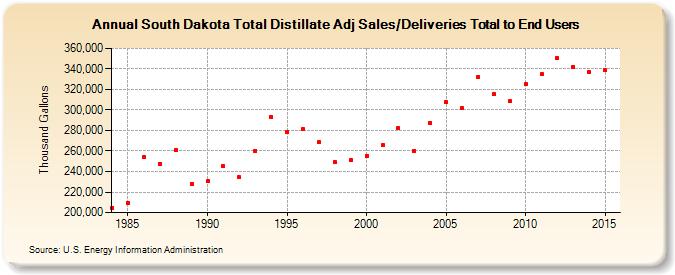 Annual South Dakota Total Distillate Adj Sales/Deliveries Total to End Users
Thousand Gallons
360,000
340,000
320,000
300,000
280,000
260,000
240,000
220,000
200,000
1985 1990 1995 2000 2005 2010 2015
Source: U.S. Energy Information Administration